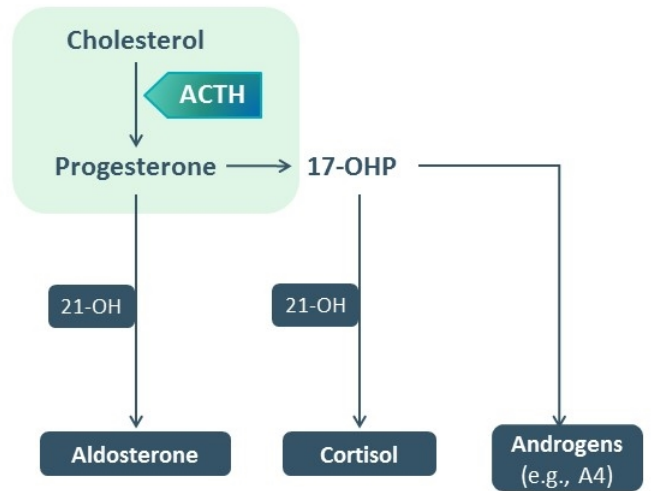 Cholesterol
ACTH
Progesterone
17-OHP
21-OH
21-OH
Aldosterone
Cortisol
Androgens
(e.g., A4)